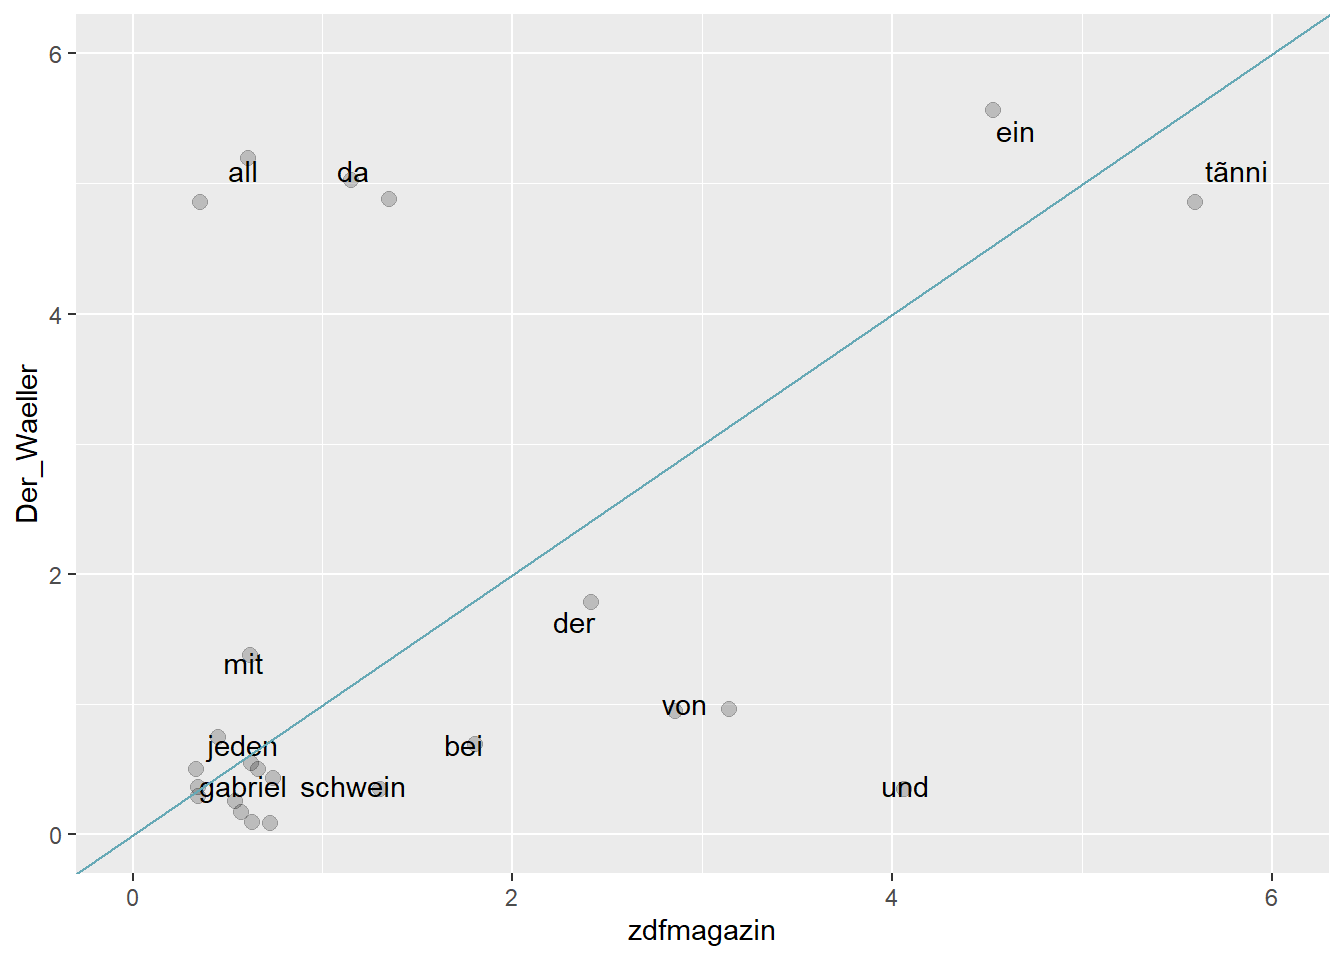 6
ein
all
da
tãnni
4
Der_Waeller
2
der
mit
von
jeden
bei
gabriel
schwein
und
0
0
2
4
6
zdfmagazin